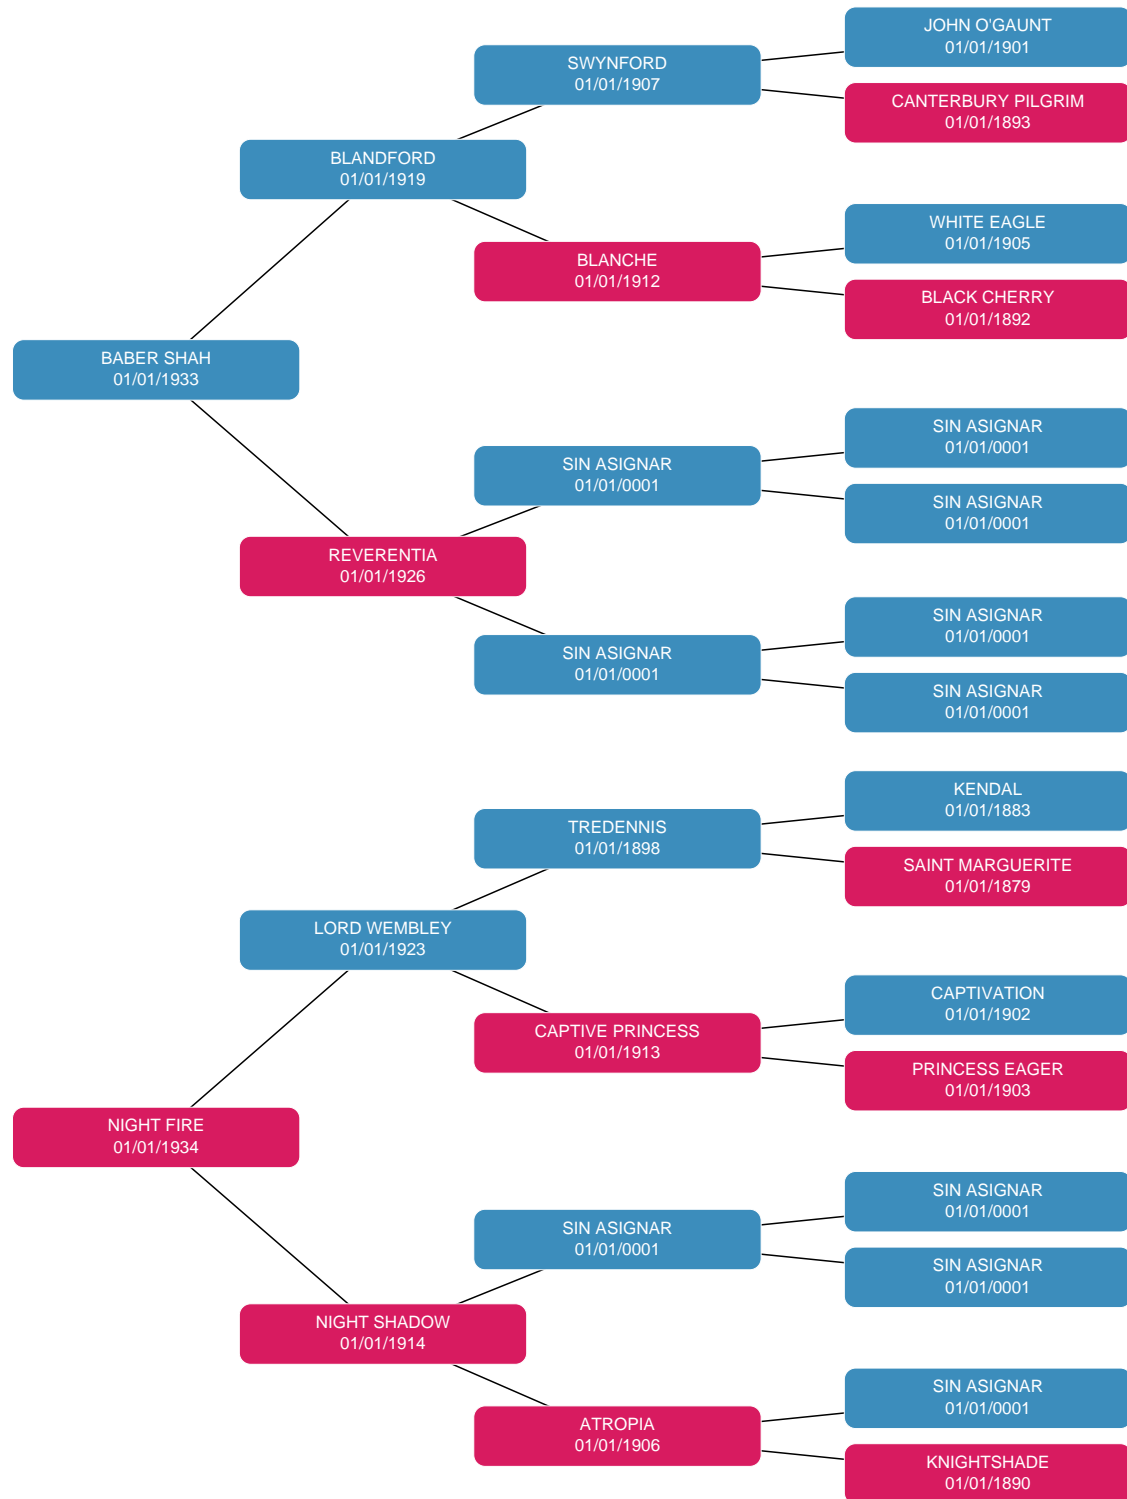 JOHN O'GAUNT
01/01/1901
SWYNFORD
01/01/1907
CANTERBURY PILGRIM
01/01/1893
BLANDFORD
01/01/1919
WHITE EAGLE
01/01/1905
BLANCHE
01/01/1912
BLACK CHERRY
01/01/1892
BABER SHAH
01/01/1933
SIN ASIGNAR
01/01/0001
SIN ASIGNAR
01/01/0001
SIN ASIGNAR
01/01/0001
REVERENTIA
01/01/1926
SIN ASIGNAR
01/01/0001
SIN ASIGNAR
01/01/0001
SIN ASIGNAR
01/01/0001
KENDAL
01/01/1883
TREDENNIS
01/01/1898
SAINT MARGUERITE
01/01/1879
LORD WEMBLEY
01/01/1923
CAPTIVATION
01/01/1902
CAPTIVE PRINCESS
01/01/1913
PRINCESS EAGER
01/01/1903
NIGHT FIRE
01/01/1934
SIN ASIGNAR
01/01/0001
SIN ASIGNAR
01/01/0001
SIN ASIGNAR
01/01/0001
NIGHT SHADOW
01/01/1914
SIN ASIGNAR
01/01/0001
ATROPIA
01/01/1906
KNIGHTSHADE
01/01/1890